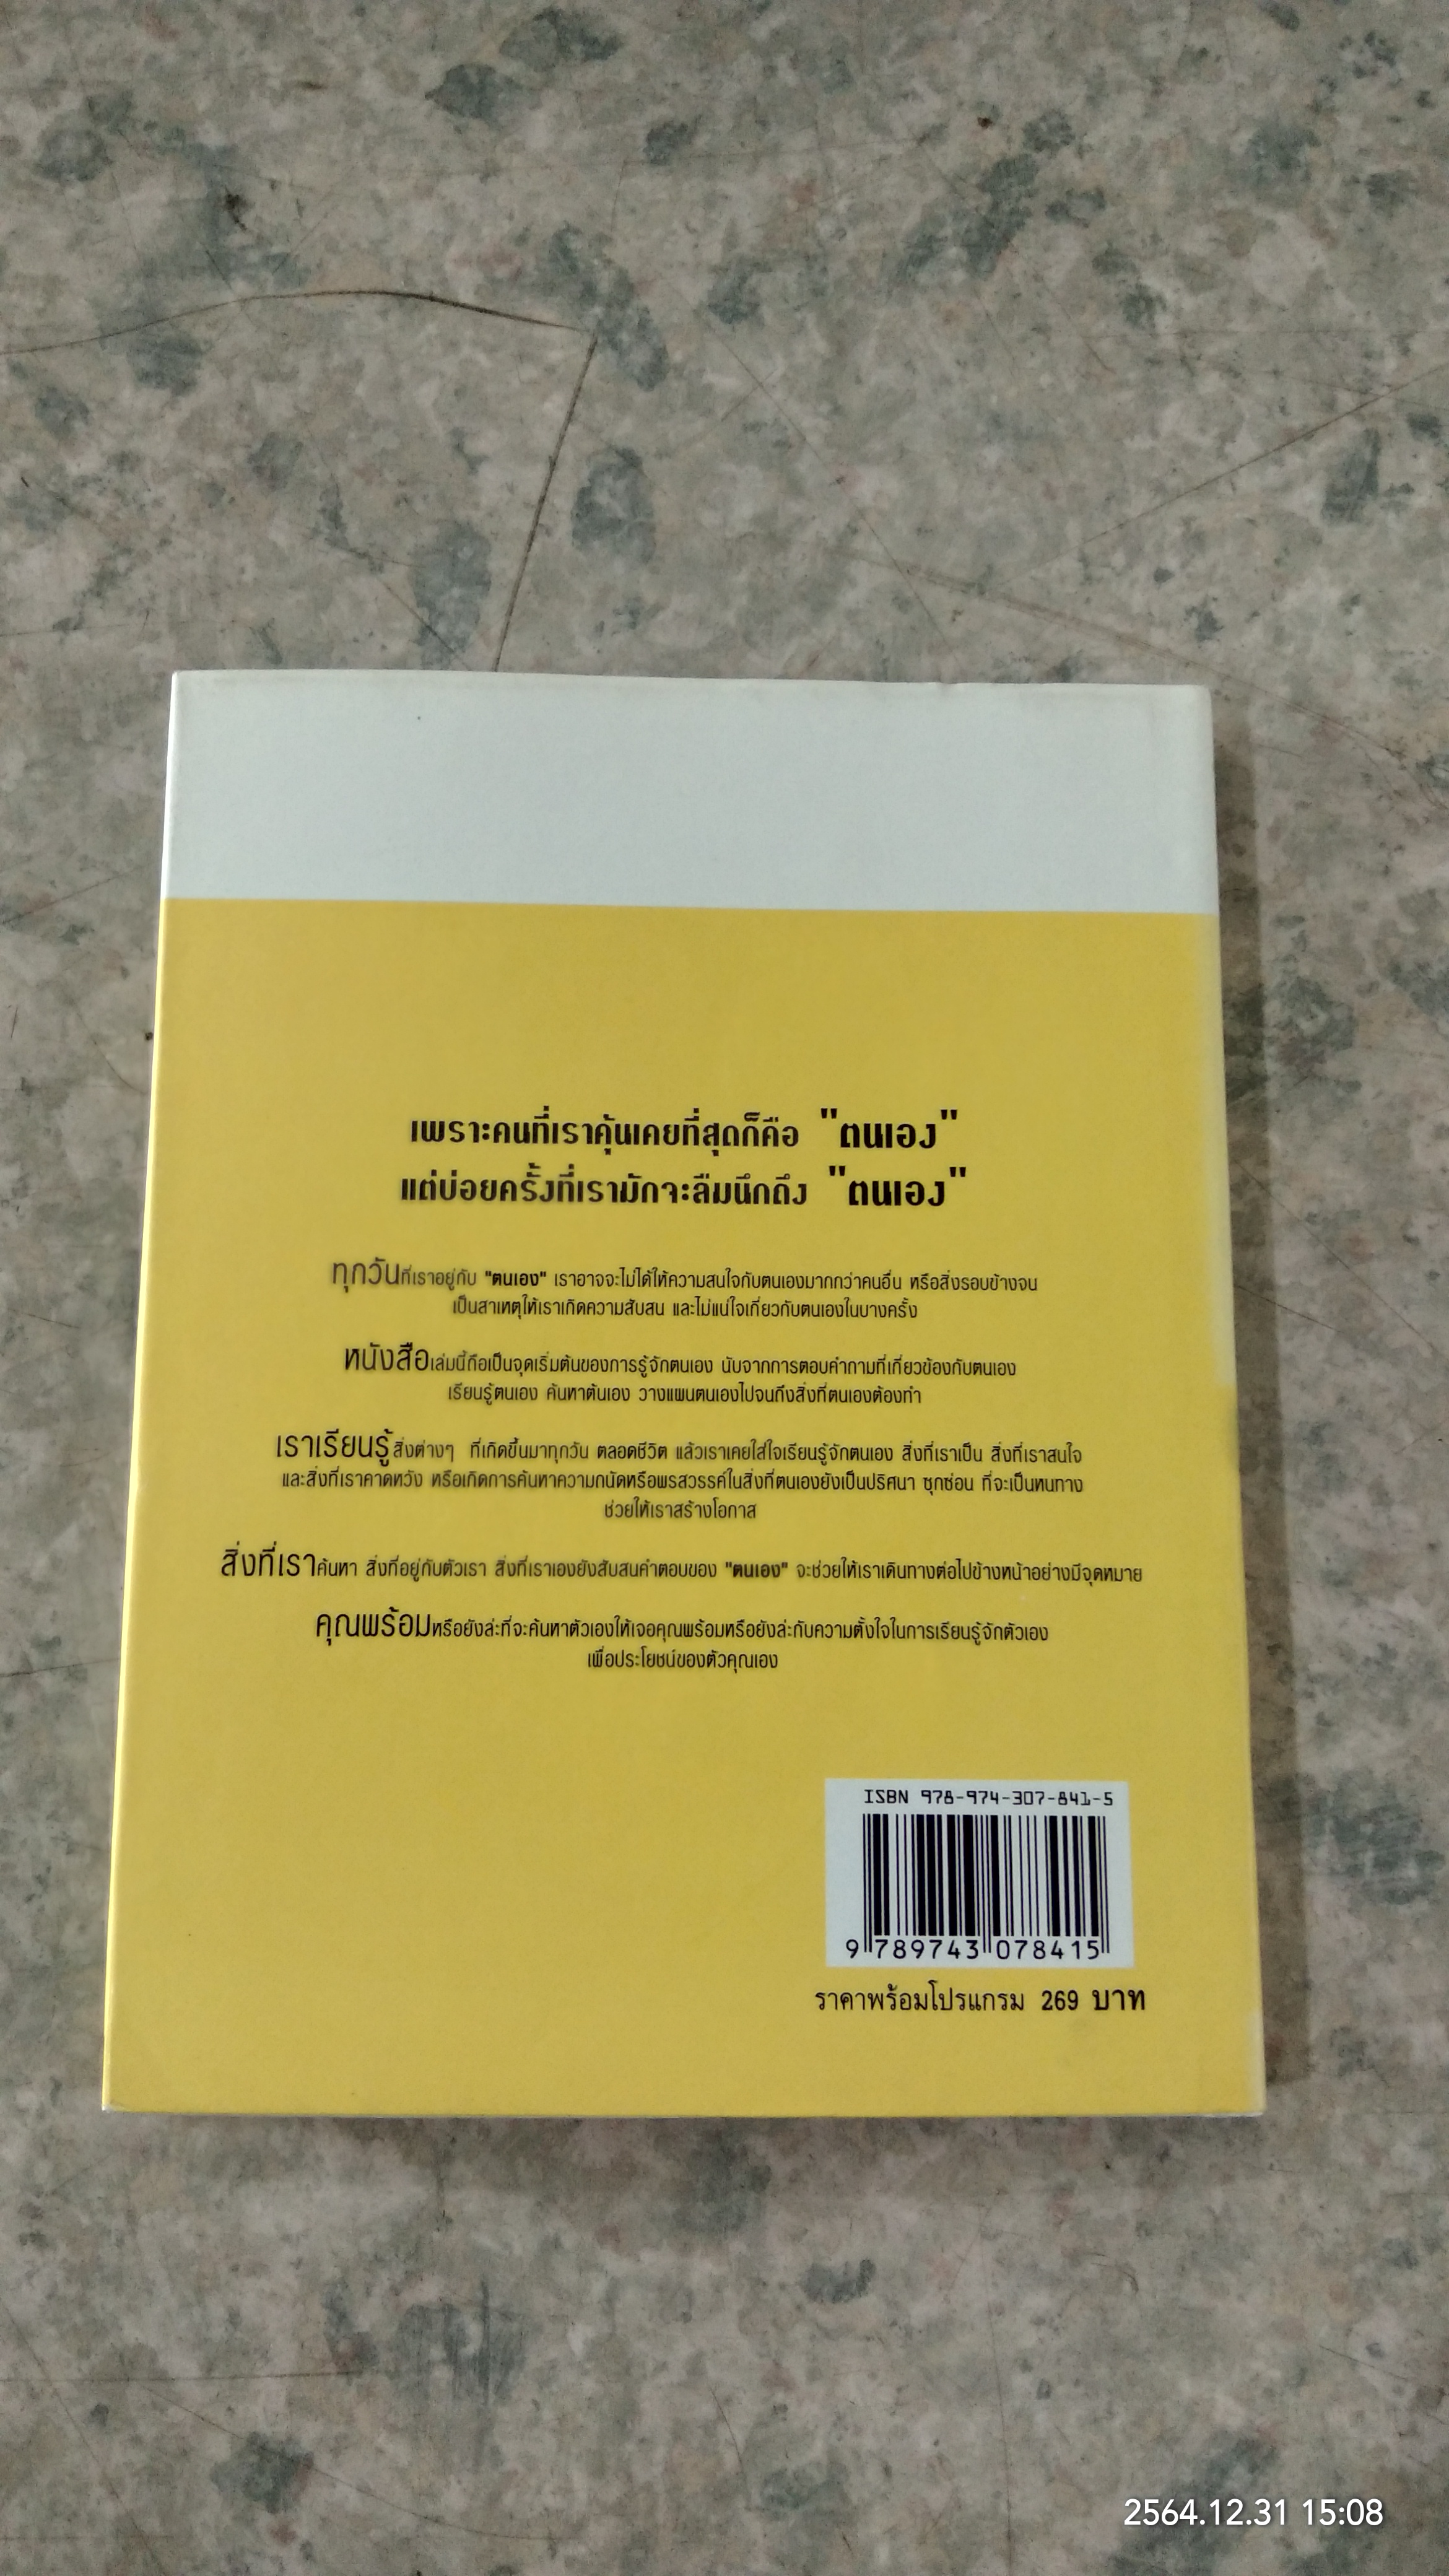 เพราะคนที่เราคุ้นเคยที่สุดก็คือ "ตนเอง"
แต่บ่อยครั้งที่เรามักจะลืมนึกถึง "ตนเอง"
ทุกวันที่เราอยู่กับ "ตนเอง" เราอาจจะไม่ได้ให้ความสนใจกับตนเองมากกว่าคนอื่น หรือสิ่งรอบข้างจน
เป็นสาเหตุให้เราเกิดความสับสน และไม่แน่ใจเกี่ยวกับตนเองในบางครั้ง
หนังสือเล่มนี้ถือเป็นจุดเริ่มต้นของการรู้จักตนเอง นับจากการตอบคำถามที่เกี่ยวข้องกับตนเอง
เรียนรู้ตนเอง ค้นหาตันเอง วางแผนตนเองไปจนถึงสิ่งที่ตนเองต้องทำ
เราเรียนรู้สิ่งต่างๆ ที่เกิดขึ้นมาทุกวัน ตลอดชีวิต แล้วเราเคยใส่ใจเรียนรู้จักตนเอง สิ่งที่เราเป็น สิ่งที่เราสนใจ
และสิ่งที่เราคาดหวัง หรือเกิดการค้นหาความถนัดหรือพรสวรรค์ในสิ่งที่ตนเองยังเป็นปริศนา ซุกซ่อน ที่จะเป็นหนทาง
ช่วยให้เราสร้างโอกาส
สิ่งที่เราค้นหา สิ่งที่อยู่กับตัวเรา สิ่งที่เราเองยังสับสนคำตอบของ "ตนเอง" จะช่วยให้เราเดินทางต่อไปข้างหน้าอย่างมีจุดหมาย
คุณพร้อมหรือยังล่ะที่จะค้นหาตัวเองให้เจอคุณพร้อมหรือยังล่ะกับความตั้งใจในการเรียนรู้จักตัวเอง
เพื่อประโยชน์ของตัวคุณเอง
ISBN 978-974-307-841-5
9 789743 078415
ราคาพร้อมโปรแกรม 269 บาท
2564.12.31 15:08